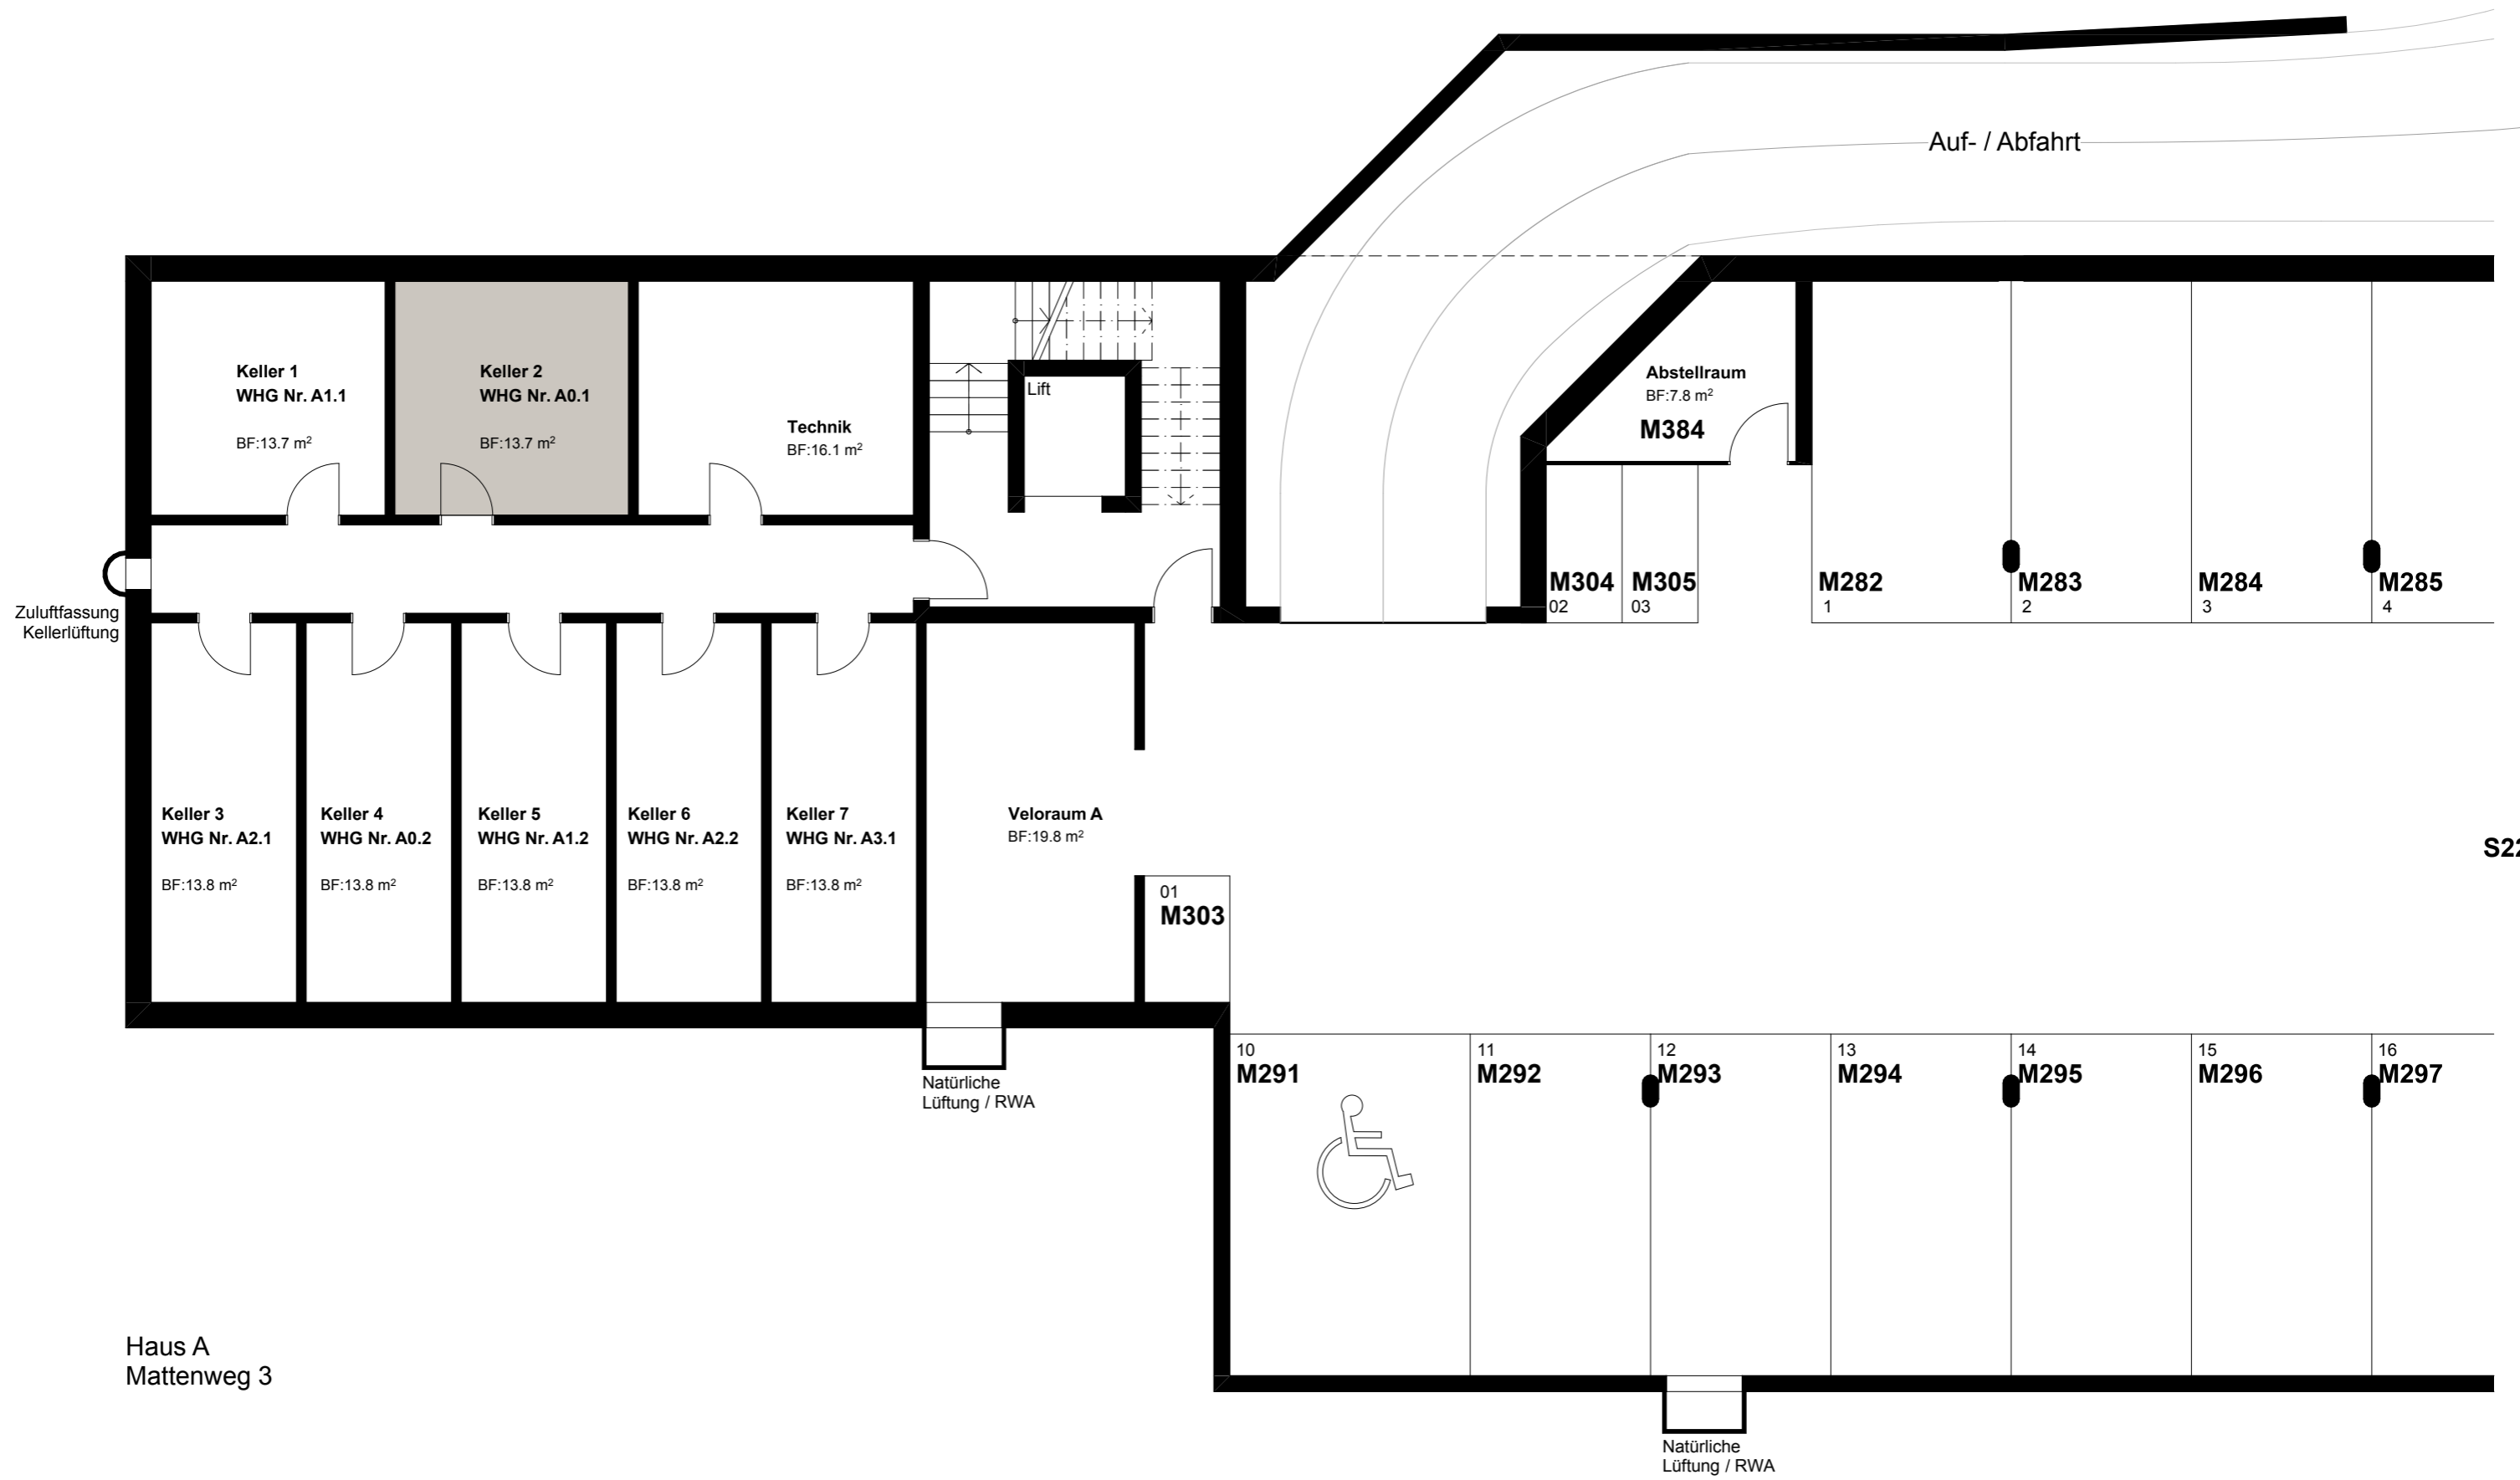 Auf- / Abfahrt
Keller 1
WHG Nr. A1.1
BF:13.7 m²
Keller 2
WHG Nr. A0.1
BF:13.7 m²
Technik
BF:16.1 m²
Lift
Abstellraum
BF:7.8 m²
M384
M304
02
M305
03
M282
1
M283
2
M284
3
M285
4
Zuluftfassung
Kellerlüftung
Keller 3
WHG Nr. A2.1
BF:13.8 m²
Keller 4
WHG Nr. A0.2
BF:13.8 m²
Keller 5
WHG Nr. A1.2
BF:13.8 m²
Keller 6
WHG Nr. A2.2
BF:13.8 m²
Keller 7
WHG Nr. A3.1
BF:13.8 m²
Veloraum A
BF:19.8 m²
S22
01
M303
10
M291
11
M292
12
M293
13
M294
14
M295
15
M296
16
M297
Natürliche
Lüftung / RWA
Haus A
Mattenweg 3
Natürliche
Lüftung / RWA